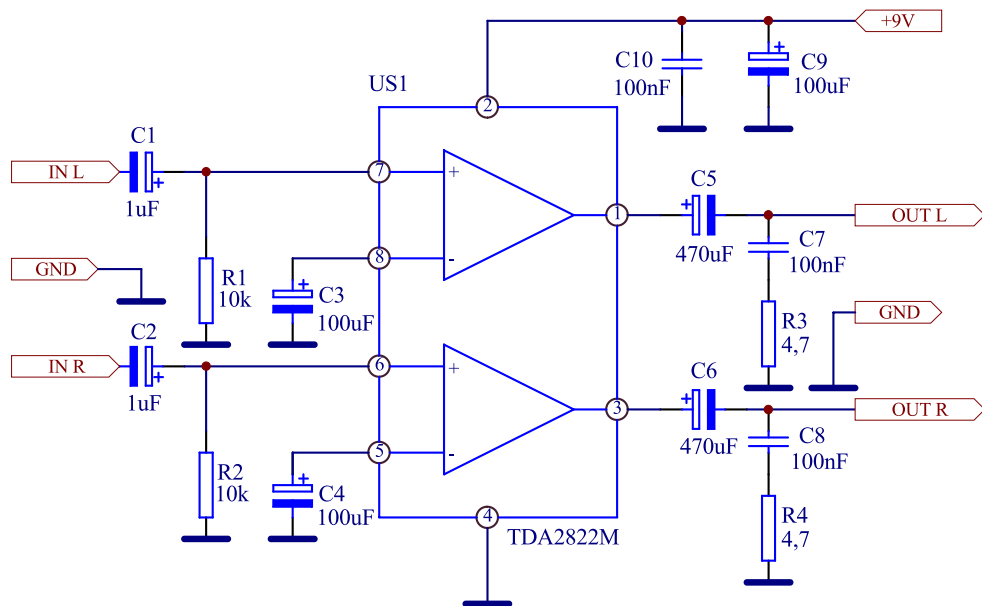 +9V
C10
100nF
C9
100uF
US1
2
C1
IN L
+
1uF
7
+
C5
+
470uF
1
OUT L
C7
100nF
GND
8
-
R1
10k
+
C3
100uF
R3
4,7
GND
C2
IN R
+
1uF
6
+
C6
+
470uF
3
OUT R
C8
100nF
5
-
R2
10k
+
C4
100uF
R4
4,7
4
TDA2822M
+